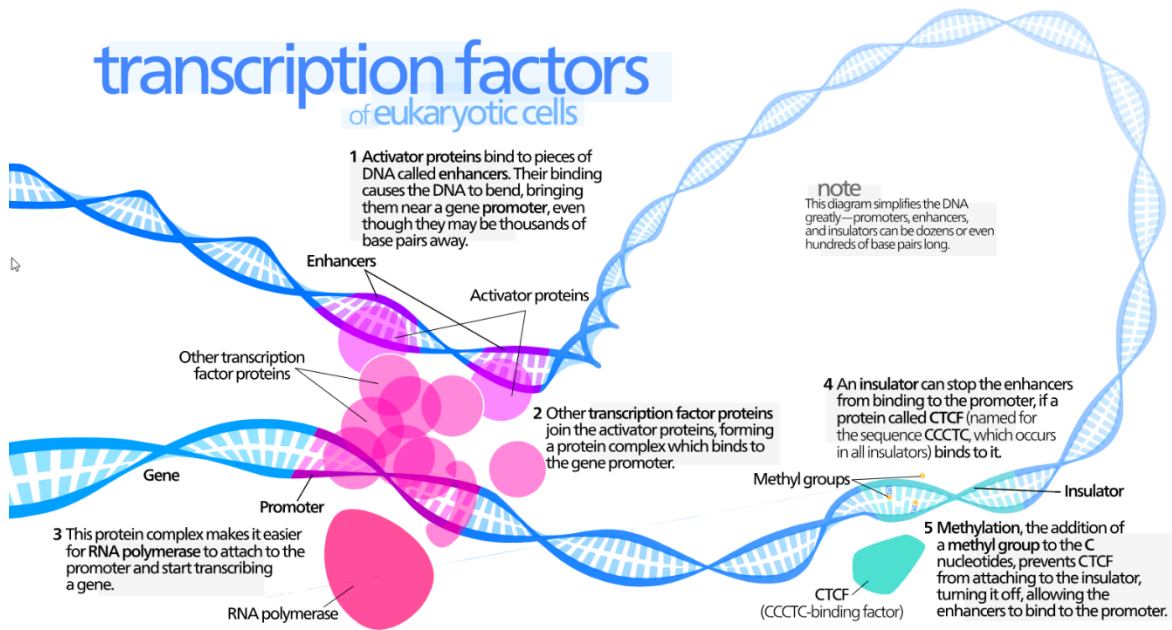 transcription factors
of eukaryotic cells
1 Activator proteins bind to pieces of
DNA called enhancers. Their binding
causes the DNA to bend, bringing
them near a gene promoter, even
though they may be thousands of
base pairs away.
note
This diagram simplifies the DNA
greatly—promoters, enhancers,
and insulators can be dozens or even
hundreds of base pairs long.
Enhancers
Activator proteins
Other transcription
factor proteins
2 Other transcription factor proteins
join the activator proteins, forming
a protein complex which binds to
the gene promoter.
4 An insulator can stop the enhancers
from binding to the promoter, if a
protein called CTCF (named for
the sequence CCCTC, which occurs
in all insulators) binds to it.
Gene
Promoter
Methyl groups
Insulator
3 This protein complex makes it easier
for RNA polymerase to attach to the
promoter and start transcribing
a gene.
RNA polymerase
CTCF
(CCCTC-binding factor)
5 Methylation, the addition of
a methyl group to the C
nucleotides, prevents CTCF
from attaching to the insulator,
turning it off, allowing the
enhancers to bind to the promoter.